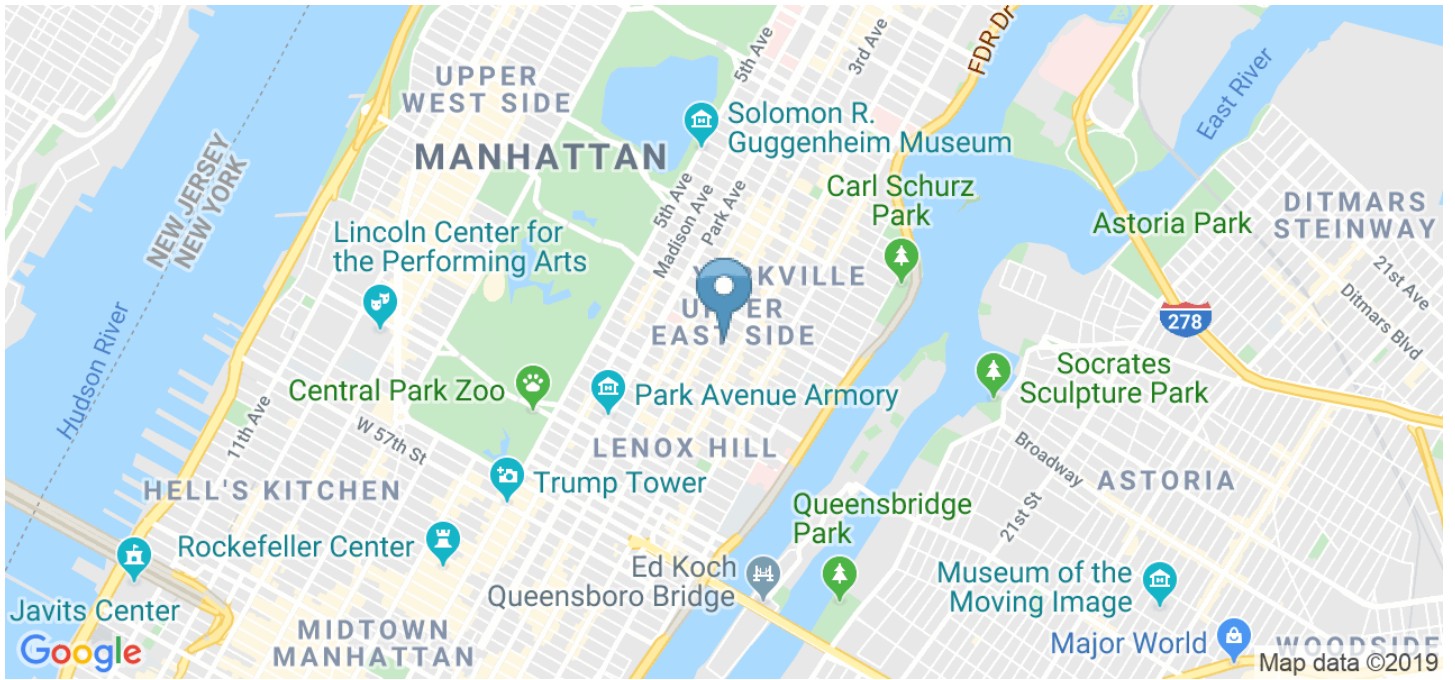 FDR Dr
5th Ave
3rd Ave
East River
UPPER
WEST SIDE
Solomon R.
Guggenheim Museum
MANHATTAN
NEW JERSEY
NEW YORK
Carl Schurz
Park
DITMARS
STEINWAY
Astoria Park
5th Ave
Madison Ave
Park Ave
Lincoln Center for
the Performing Arts
21st Ave
Ditmars Blvd
EAST SIDE
278
Hudson River
Central Park Zoo
Park Avenue Armory
Socrates
Sculpture Park
11th Ave
W 57th St
LENOX HILL
Broadway
HELL'S KITCHEN
Trump Tower
ASTORIA
21st St
Queensbridge
Park
Rockefeller Center
Ed Koch
Queensboro Bridge
Museum of the
Moving Image
Javits Center
MIDTOWN
MANHATTAN
Major World
WOODSIDE
Google
Map data ©2019